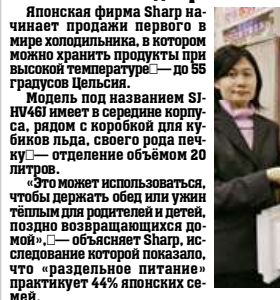 Японская фирма Sharp на-
чинает продажи первого в
мире холодильника, в котором
можно хранить продукты при
высокой температуре□— до 55
градусов Цельсия.
Модель под названием SJ-
HV46J имеет в середине корпу-
са, рядом с коробкой для ку-
биков льда, своего рода печ-
ку□— отделение объёмом 20
литров.
«Это может использоваться,
чтобы держать обед или ужин
тёплым для родителей и детей,
поздно возвращающихся до-
мой»,□— объясняет Sharp, ис-
следование которой показало,
что «раздельное питание»
практикует 44% японских се-
мей.